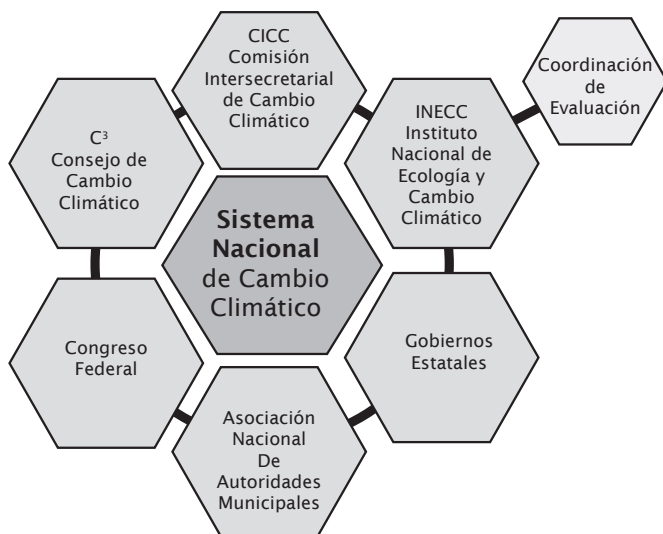 CICC
Comisión
Intersecretarial
de Cambio
Climático
Coordinación
de
Evaluación
C³
Consejo de
Cambio
Climático
INECC
Instituto
Nacional de
Ecología y
Cambio
Climático
Sistema
Nacional
de Cambio
Climático
Congreso
Federal
Gobiernos
Estatales
Asociación
Nacional
De
Autoridades
Municipales